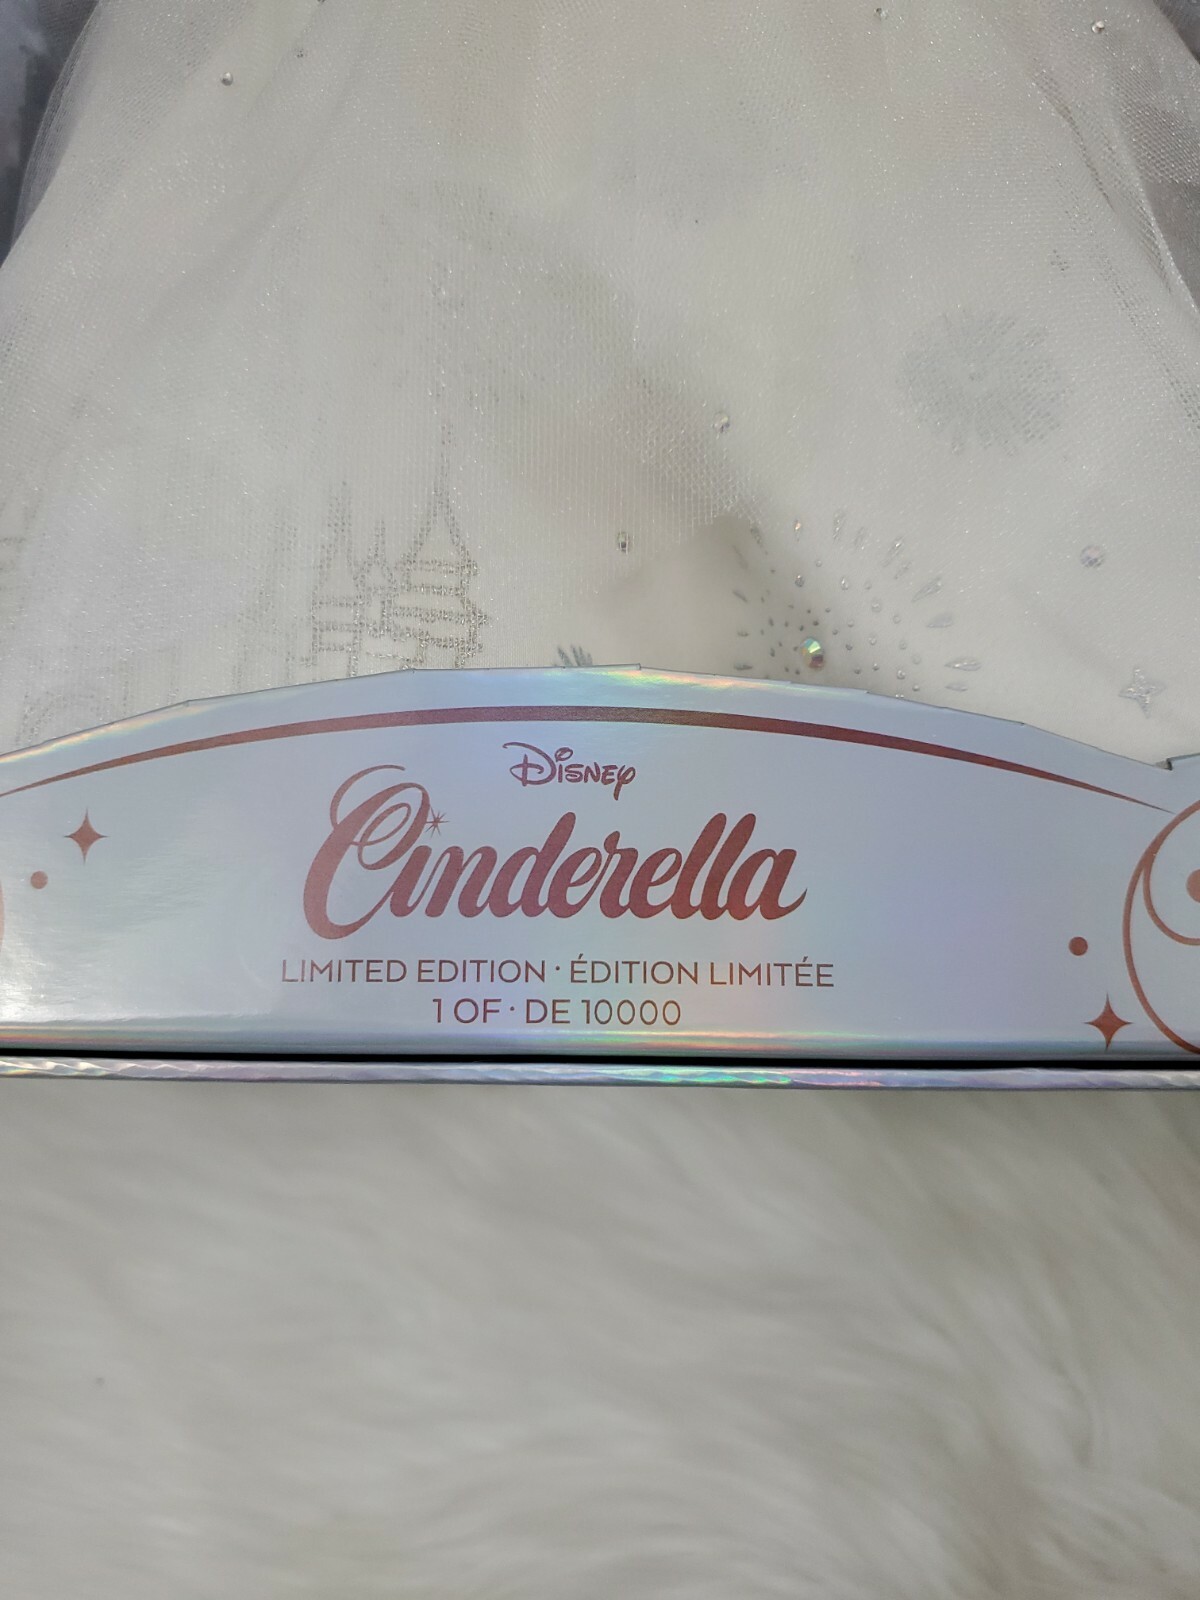 Disney
Cinderella
LIMITED EDITION · ÉDITION LIMITÉE
1 OF · DE 10000